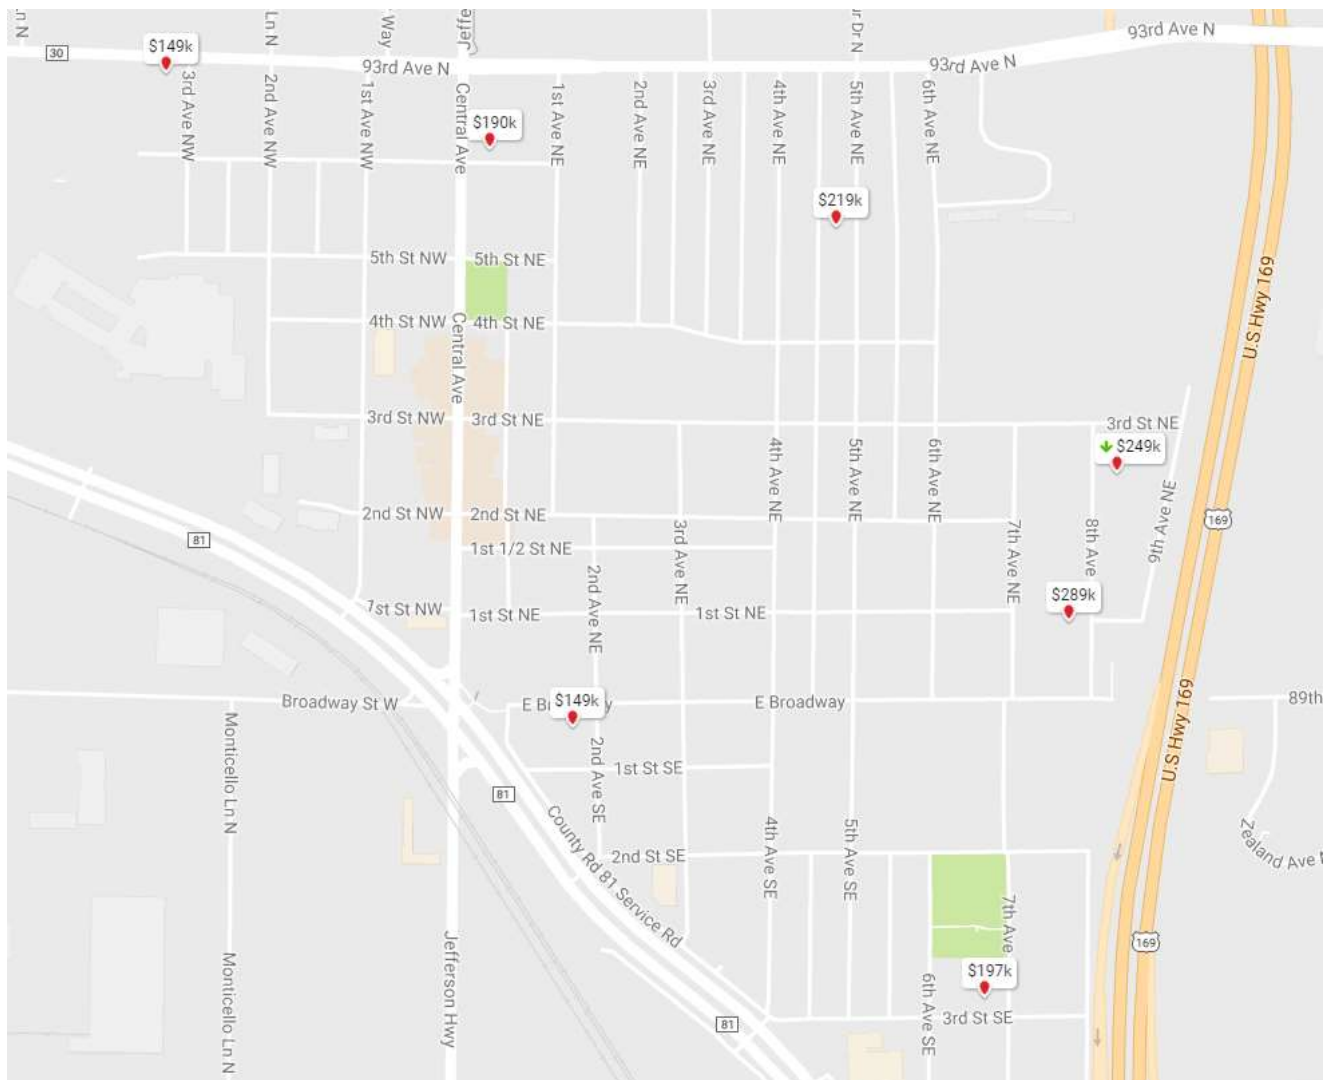 93rd Ave N
ur Dr N
Ln N
Way
Jeffe
n N
30
$149k
93rd Ave N
93rd Ave N
3rd Ave NW
2nd Ave NW
1st Ave NW
Central Ave
$190k
1st Ave NE
2nd Ave NE
3rd Ave NE
4th Ave NE
5th Ave NE
6th Ave NE
$219k
5th St NW
5th St NE
U.S Hwy 169
4th St NW
4th St NE
Central Ave
3rd St NW
3rd St NE
3rd St NE
$249k
4th Ave NE
5th Ave NE
6th Ave NE
2nd St NW
2nd St NE
9th Ave NE
169
81
1st 1/2 St NE
3rd Ave NE
7th Ave NE
8th Ave
2nd Ave NE
$289k
1st St NW
1st St NE
1st St NE
Broadway St W
E B
y
$149k
E Broadway
89th
U.S Hwy 169
Monticello Ln N
2nd Ave SE
1st St SE
81
County Rd 81 Service Rd
4th Ave SE
5th Ave SE
Zealand Ave
2nd St SE
7th Ave
169
Jefferson Hwy
Monticello Ln N
$197k
6th Ave SE
3rd St SE
81